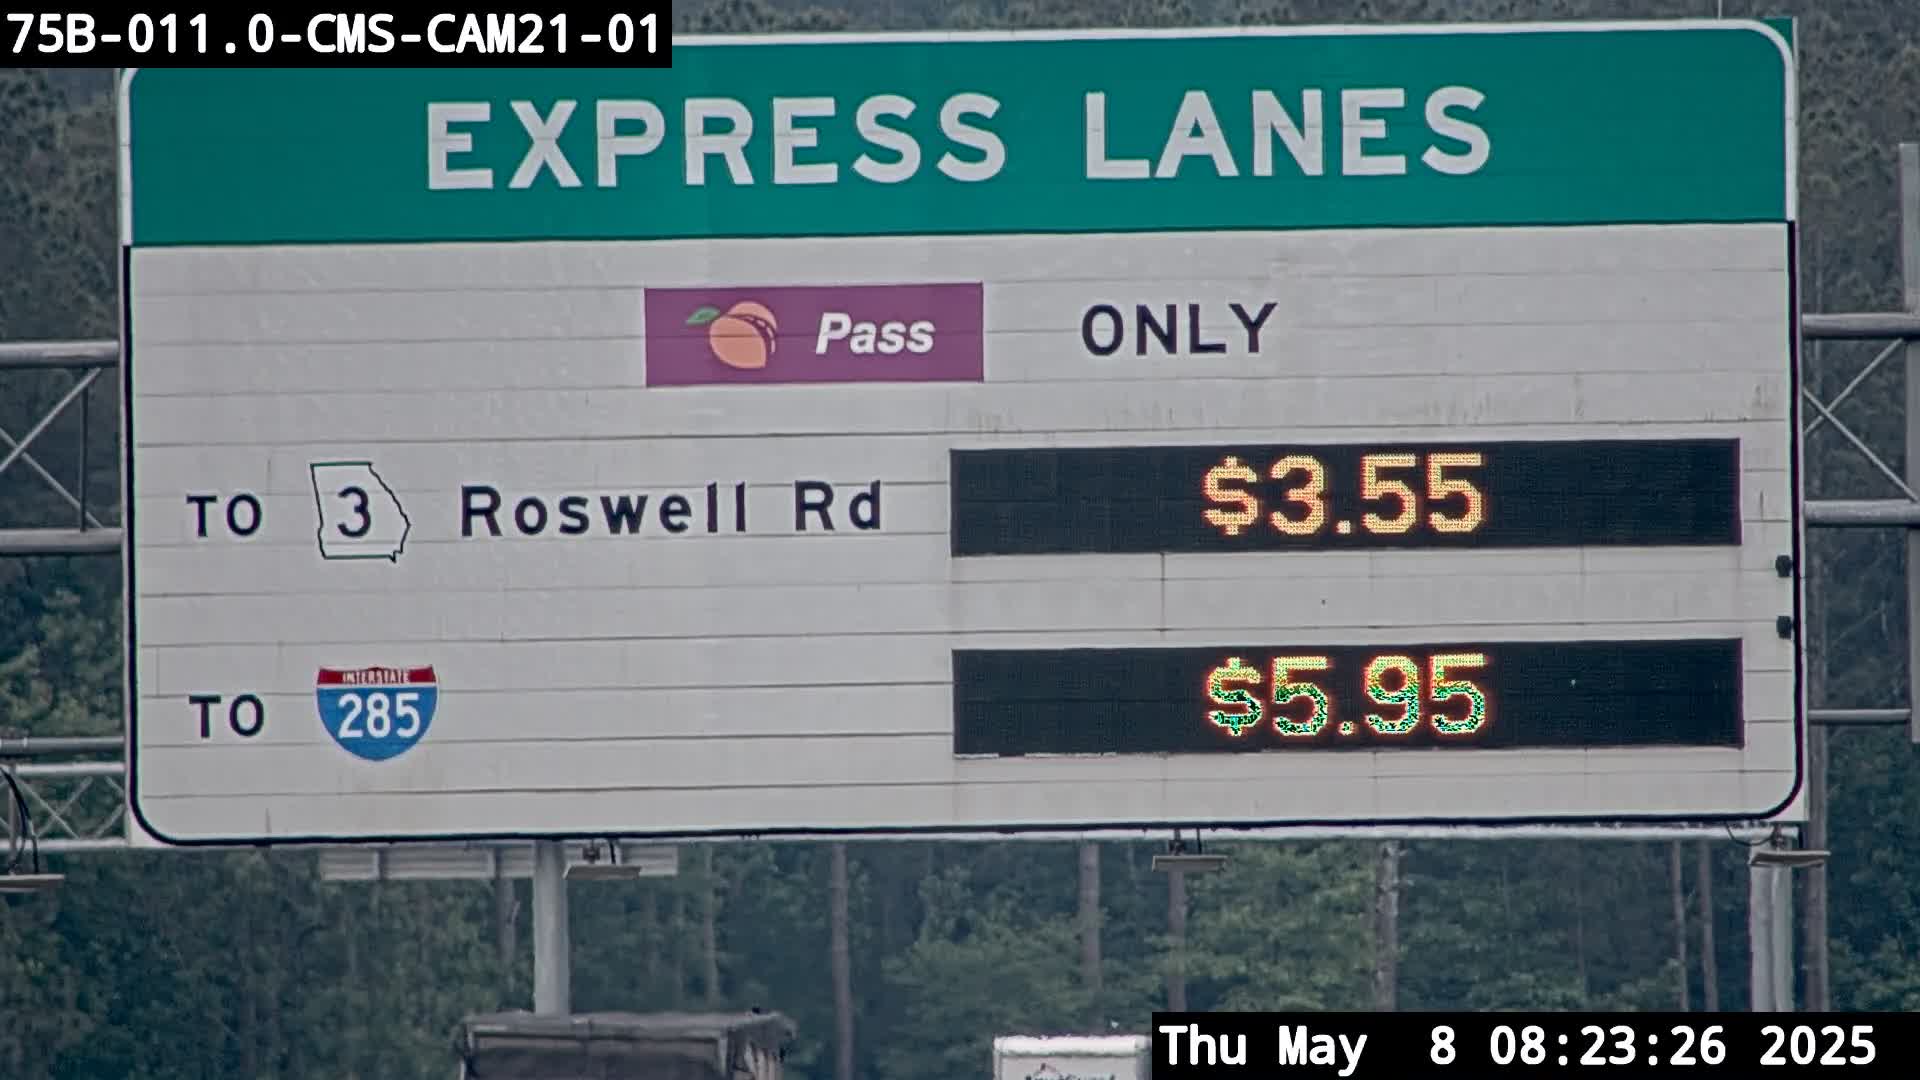 75B-011.0-CMS-CAM21-01
EXPRESS LANES
Pass ONLY
TO 3 Roswell Rd $3.55
INTERSTATE
TO 285 $5.95
Thu May 8 08:23:26 2025